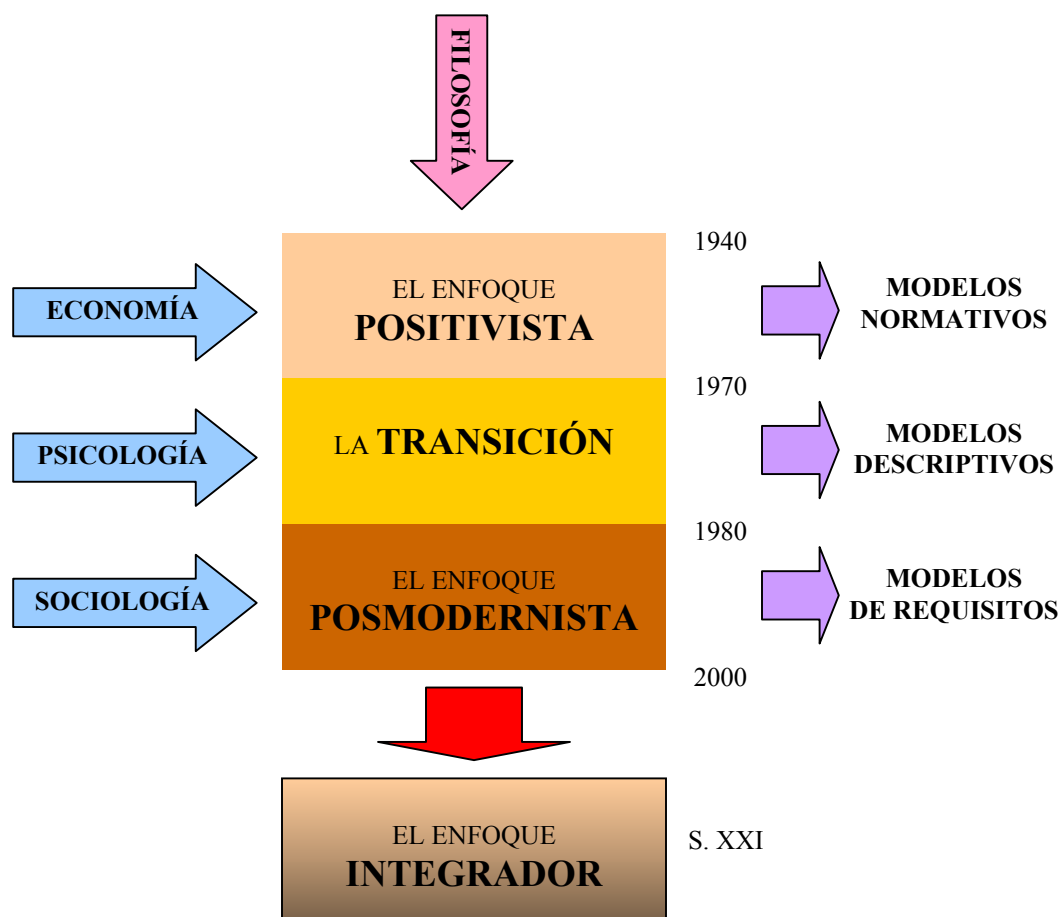 FILOSOFÍA
1940
ECONOMÍA
EL ENFOQUE
POSITIVISTA
MODELOS
NORMATIVOS
1970
PSICOLOGÍA
LA TRANSICIÓN
MODELOS
DESCRIPTIVOS
1980
SOCIOLOGÍA
EL ENFOQUE
POSMODERNISTA
MODELOS
DE REQUISITOS
2000
EL ENFOQUE
INTEGRADOR
S. XXI